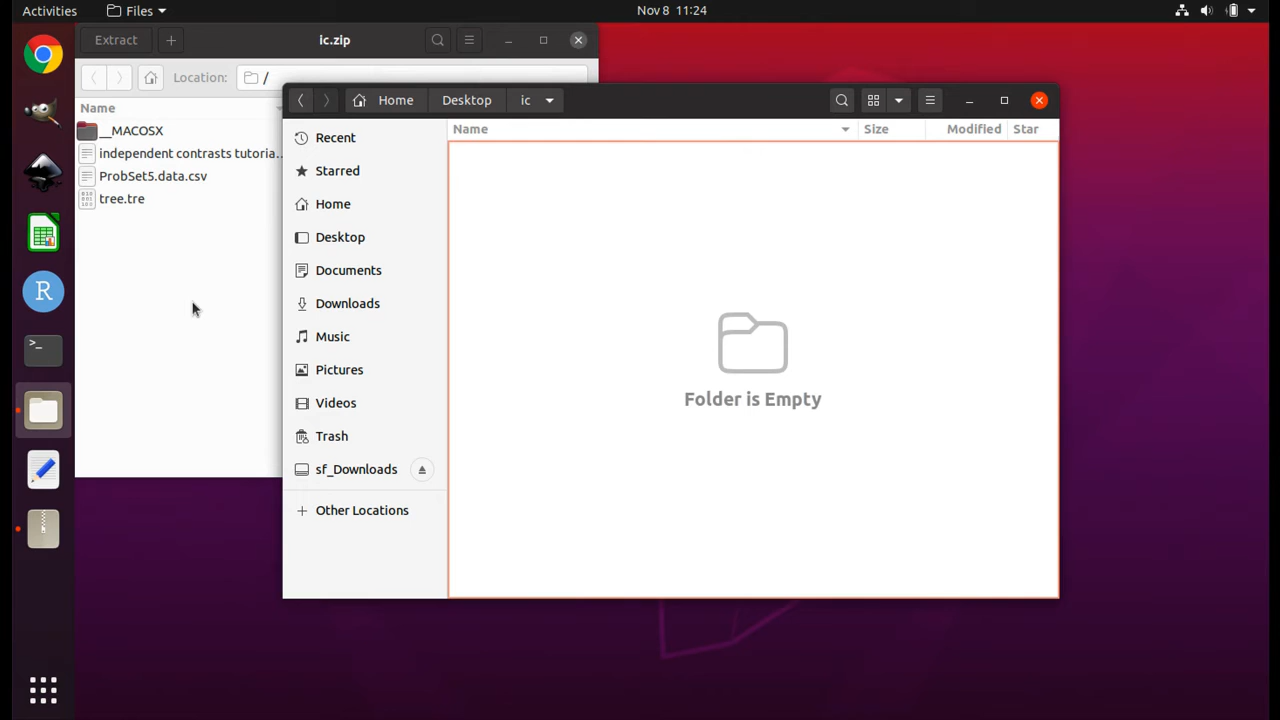 Activities
Files
Nov 8 11:24
Extract
ic.zip
Location:
/
Name
__MACOSX
independent contrasts tutoria...
ProbSet5.data.csv
tree.tre
Home
Desktop
ic
Recent
Starred
Home
Desktop
Documents
Downloads
Music
Pictures
Videos
Trash
sf_Downloads
Other Locations
Name
Size
Modified
Star
Folder is Empty